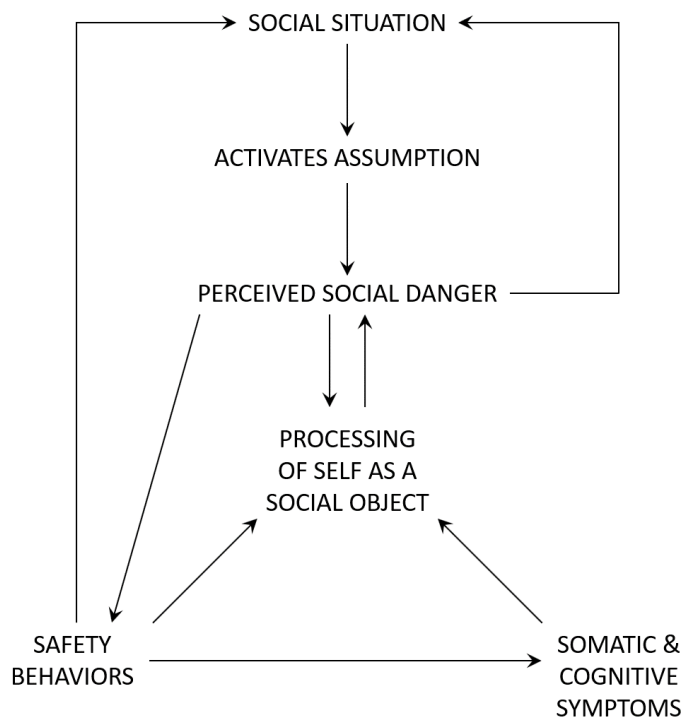 SOCIAL SITUATION
ACTIVATES ASSUMPTION
PERCEIVED SOCIAL DANGER
PROCESSING
OF SELF AS A
SOCIAL OBJECT
SAFETY
BEHAVIORS
SOMATIC &
COGNITIVE
SYMPTOMS